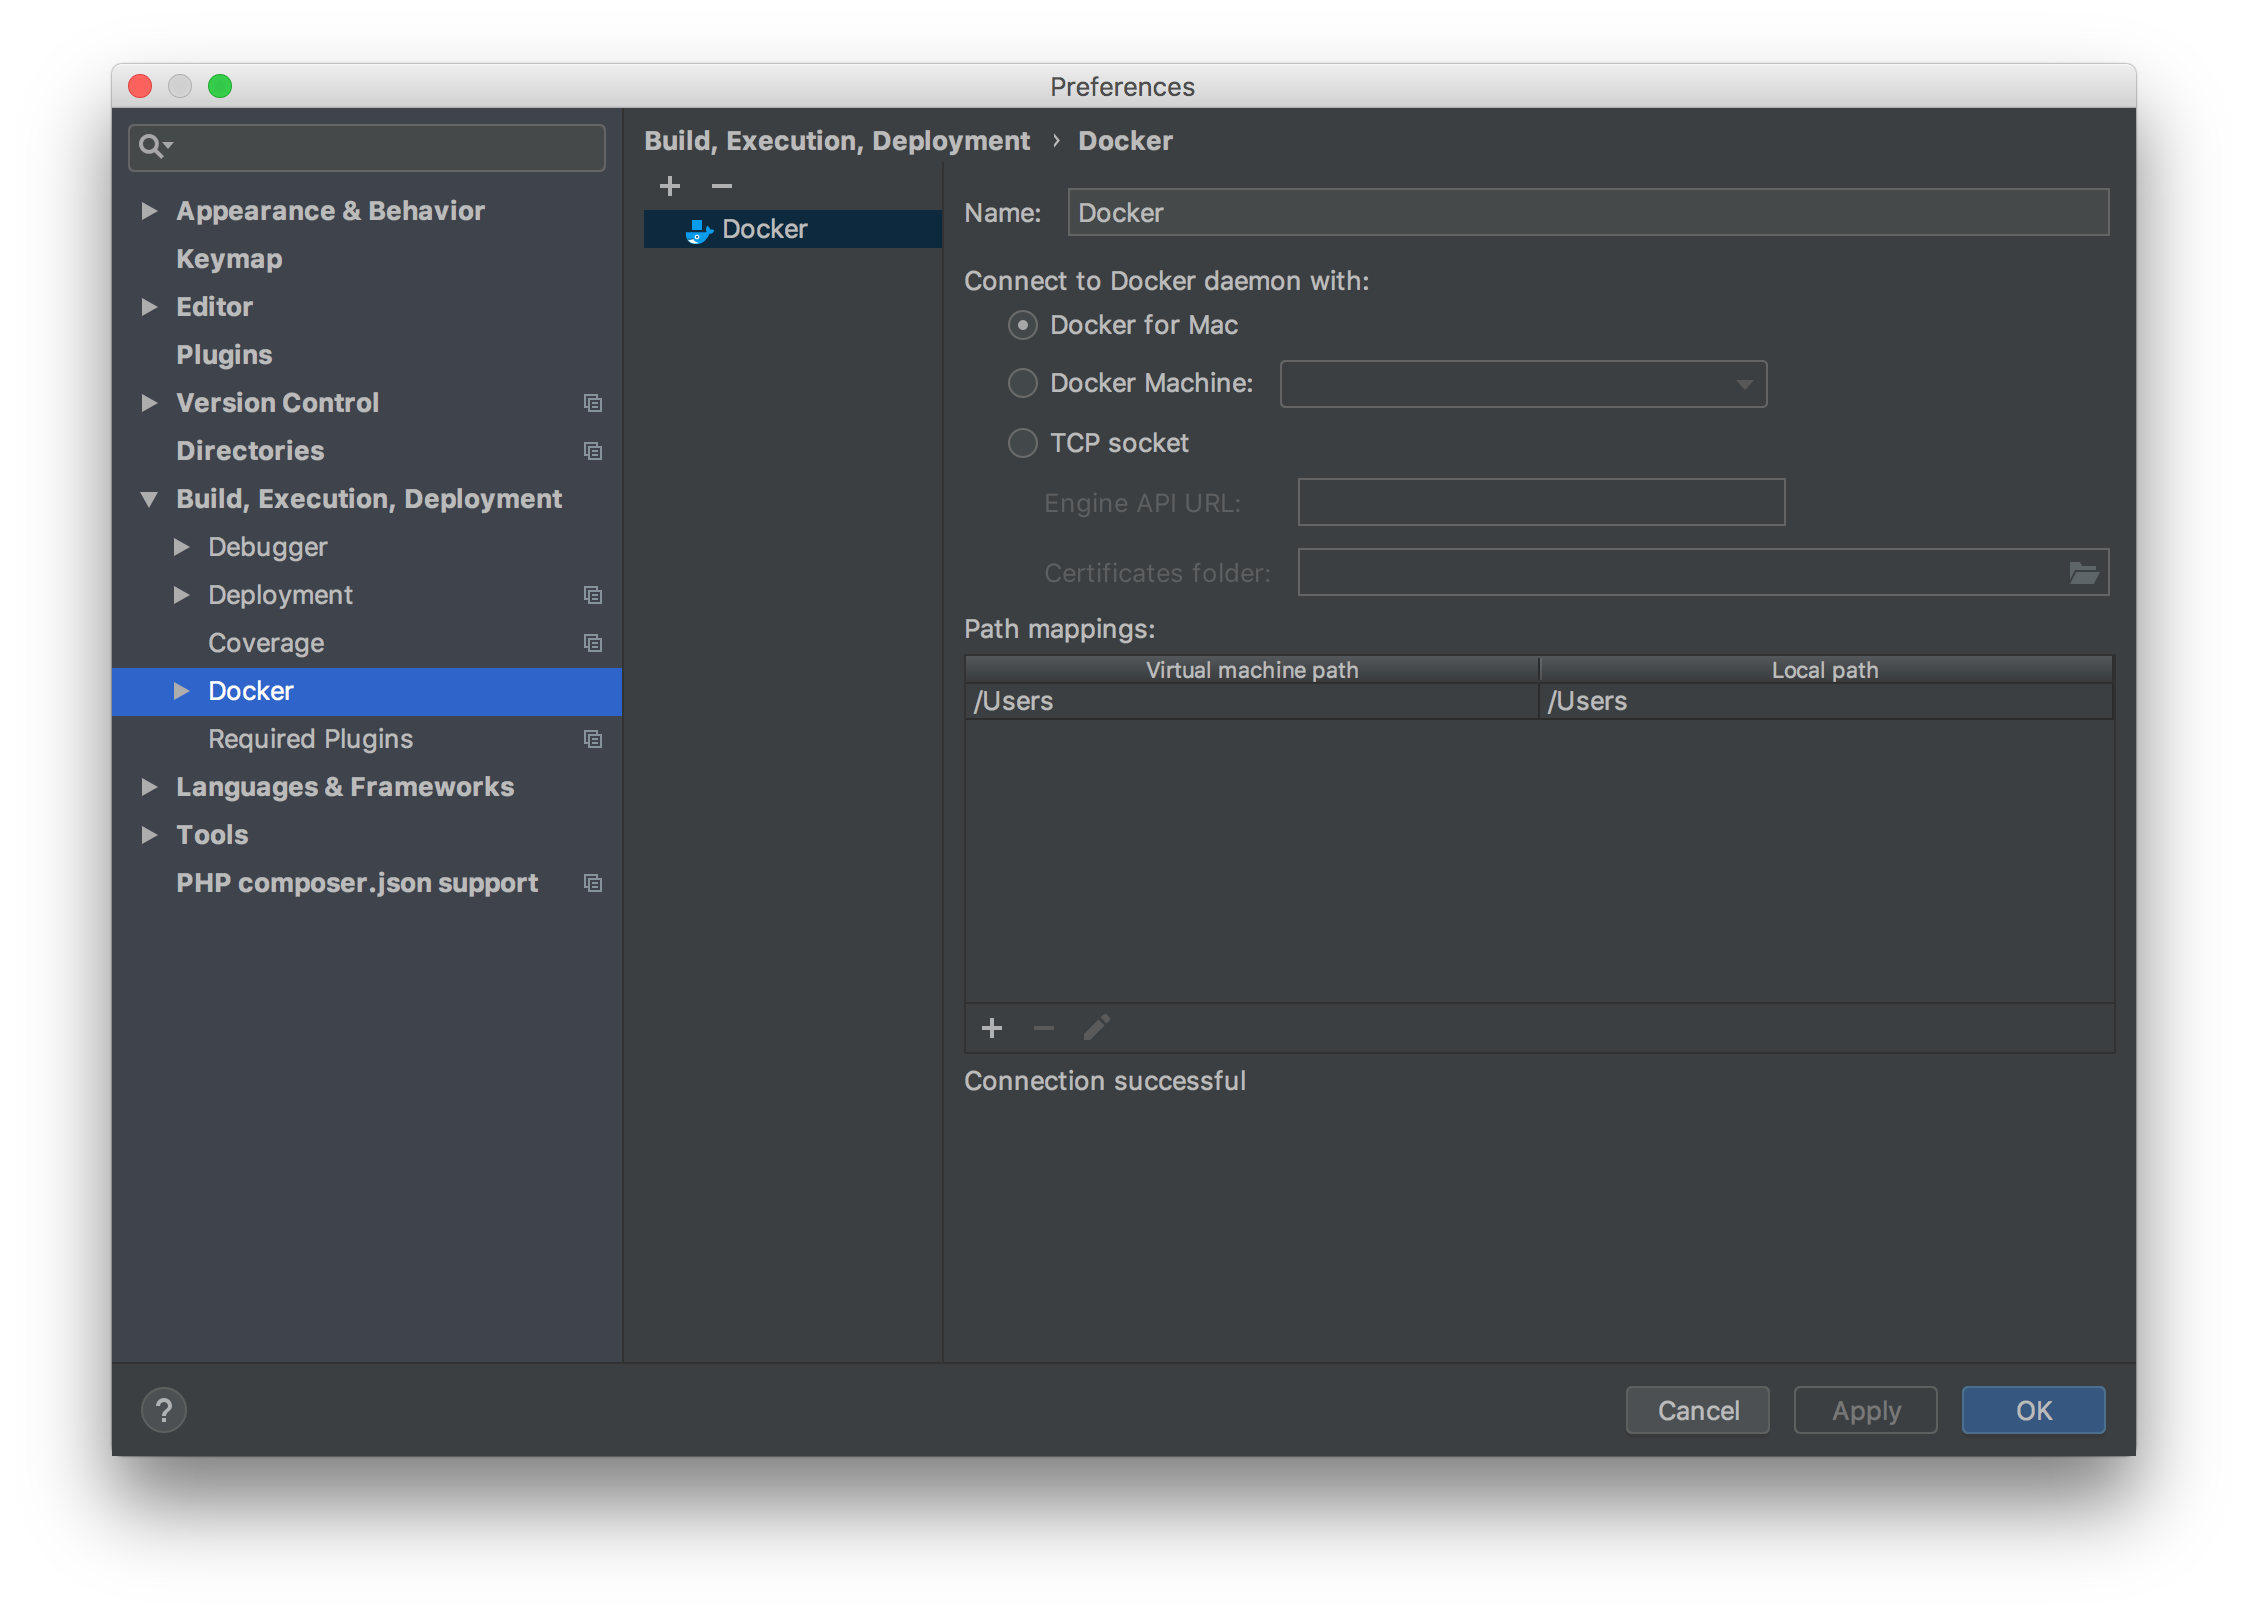 Preferences
Appearance & Behavior
Keymap
Editor
Plugins
Version Control
Directories
Build, Execution, Deployment
Debugger
Deployment
Coverage
Docker
Required Plugins
Languages & Frameworks
Tools
PHP composer.json support
Build, Execution, Deployment › Docker
Docker
Name: Docker
Connect to Docker daemon with:
Docker for Mac
Docker Machine:
TCP socket
Engine API URL:
Certificates folder:
Path mappings:
Virtual machine path Local path
/Users /Users
Connection successful
? Cancel Apply OK